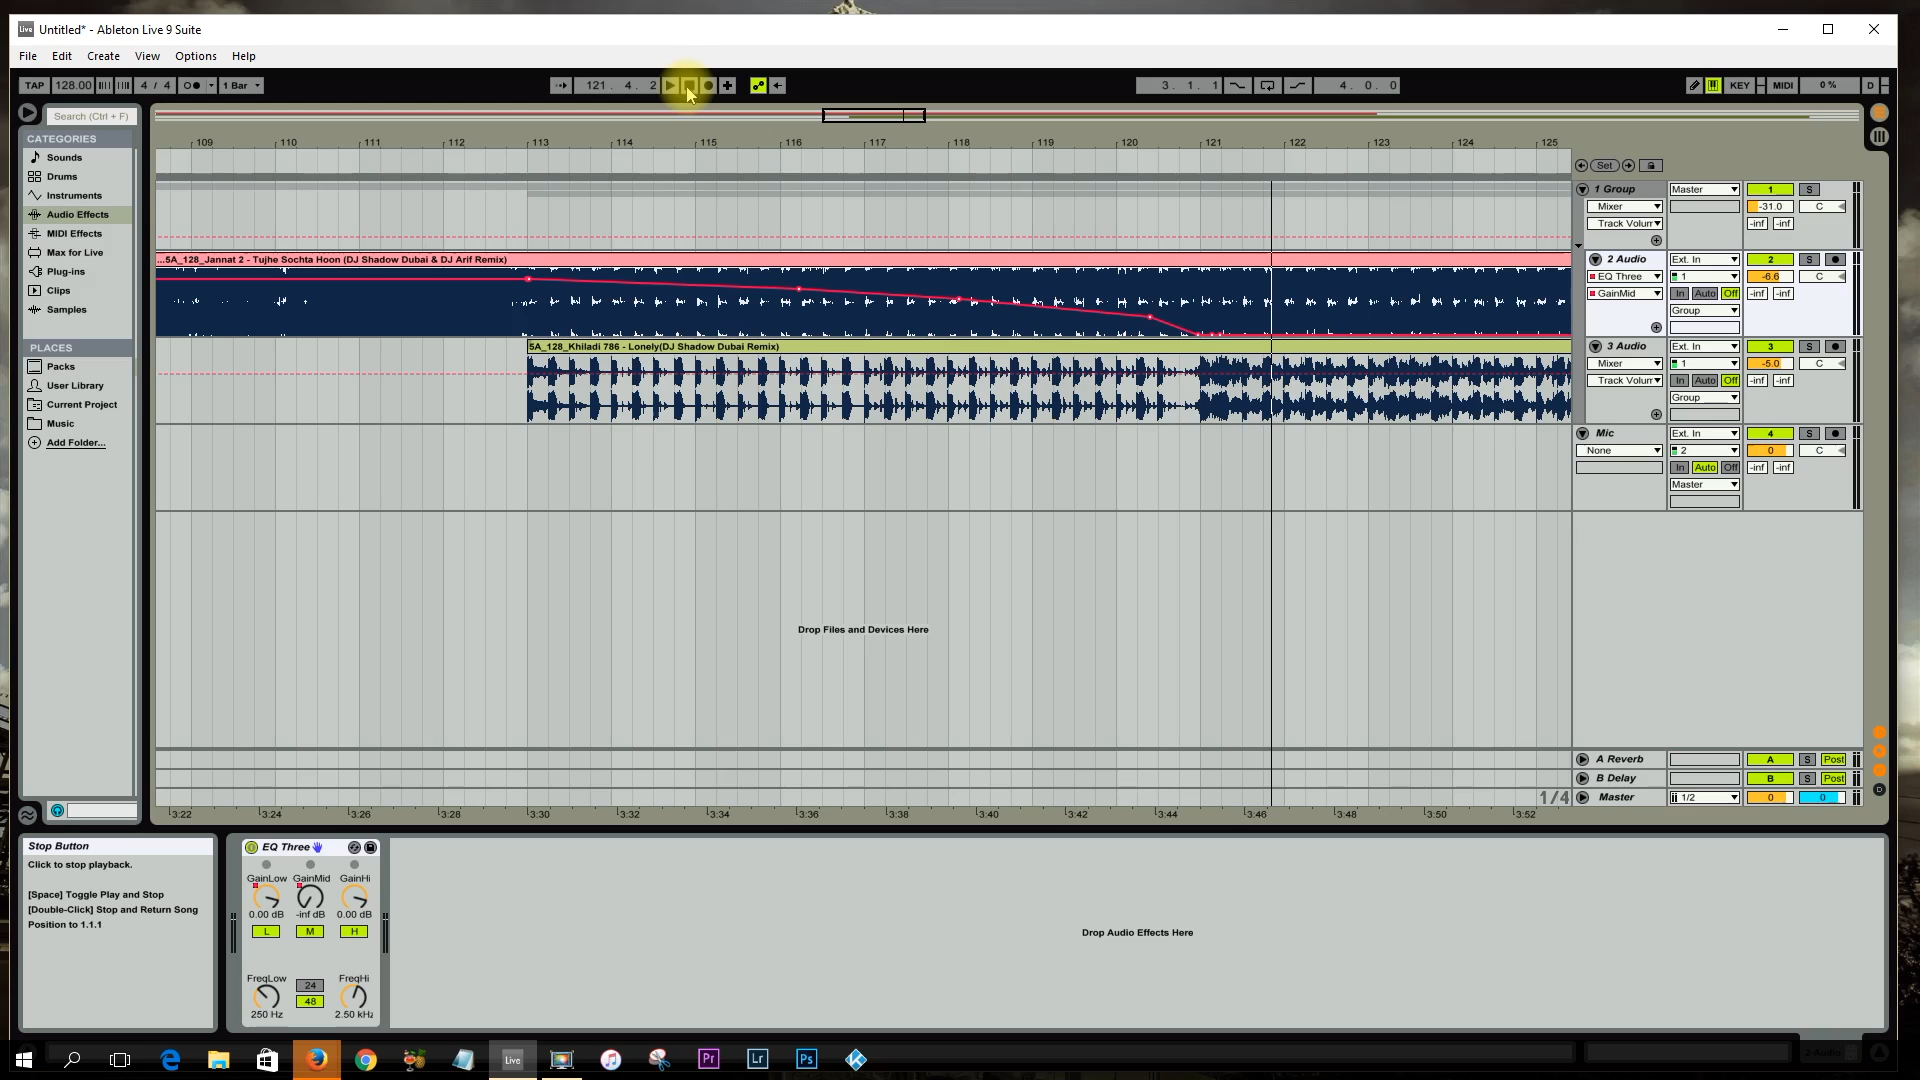 Live Untitled* - Ableton Live 9 Suite
File Edit Create View Options Help
TAP 128.00 4 / 4 1 Bar 121 . 4 . 2 3 . 1 . 1 4 . 0 . 0 KEY MIDI 0 % D
Search (Ctrl + F)
CATEGORIES
Sounds
Drums
Instruments
Audio Effects
MIDI Effects
Max for Live
Plug-ins
Clips
Samples
PLACES
Packs
User Library
Current Project
Music
Add Folder...
109 110 111 112 113 114 115 116 117 118 119 120 121 122 123 124 125
Set
1 Group Master 1 S
Mixer -31.0 C
Track Volum -inf -inf
...5A_128_Jannat 2 - Tujhe Sochta Hoon (DJ Shadow Dubai & DJ Arif Remix)
2 Audio Ext. In 2 S
EQ Three 1 -6.6 C
GainMid In Auto Off -inf -inf
Group
5A_128_Khiladi 786 - Lonely(DJ Shadow Dubai Remix)
3 Audio Ext. In 3 S
Mixer 1 -5.0 C
Track Volum In Auto Off -inf -inf
Group
Mic Ext. In 4 S
None 2 0 C
In Auto Off -inf -inf
Master
Drop Files and Devices Here
A Reverb A S Post
B Delay B S Post
1/4 Master 1/2 0 0
D
3:22 3:24 3:26 3:28 3:30 3:32 3:34 3:36 3:38 3:40 3:42 3:44 3:46 3:48 3:50 3:52
Stop Button
Click to stop playback.
[Space] Toggle Play and Stop
[Double-Click] Stop and Return Song
Position to 1.1.1
EQ Three
GainLow GainMid GainHi
0.00 dB -inf dB 0.00 dB
L M H
FreqLow 24 FreqHi
48
250 Hz 2.50 kHz
Drop Audio Effects Here
2-Audio
Live Pr Lr Ps